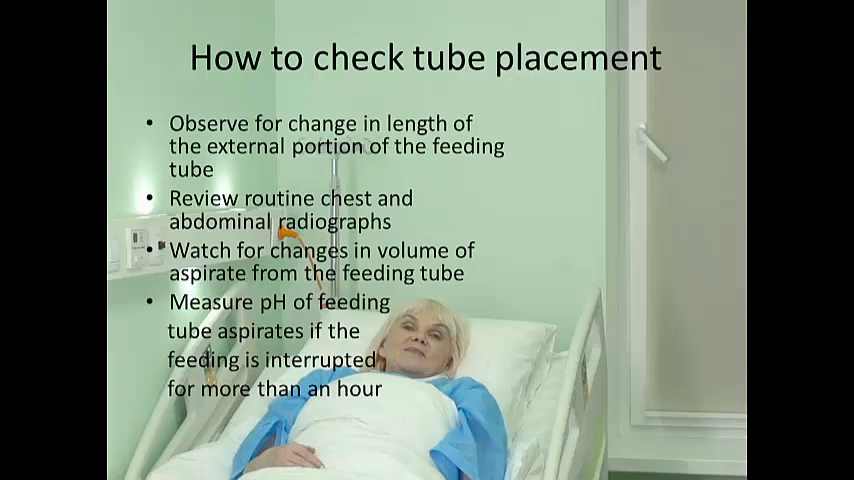 How to check tube placement
• Observe for change in length of
the external portion of the feeding
tube
• Review routine chest and
abdominal radiographs
• Watch for changes in volume of
aspirate from the feeding tube
• Measure pH of feeding
tube aspirates if the
feeding is interrupted
for more than an hour